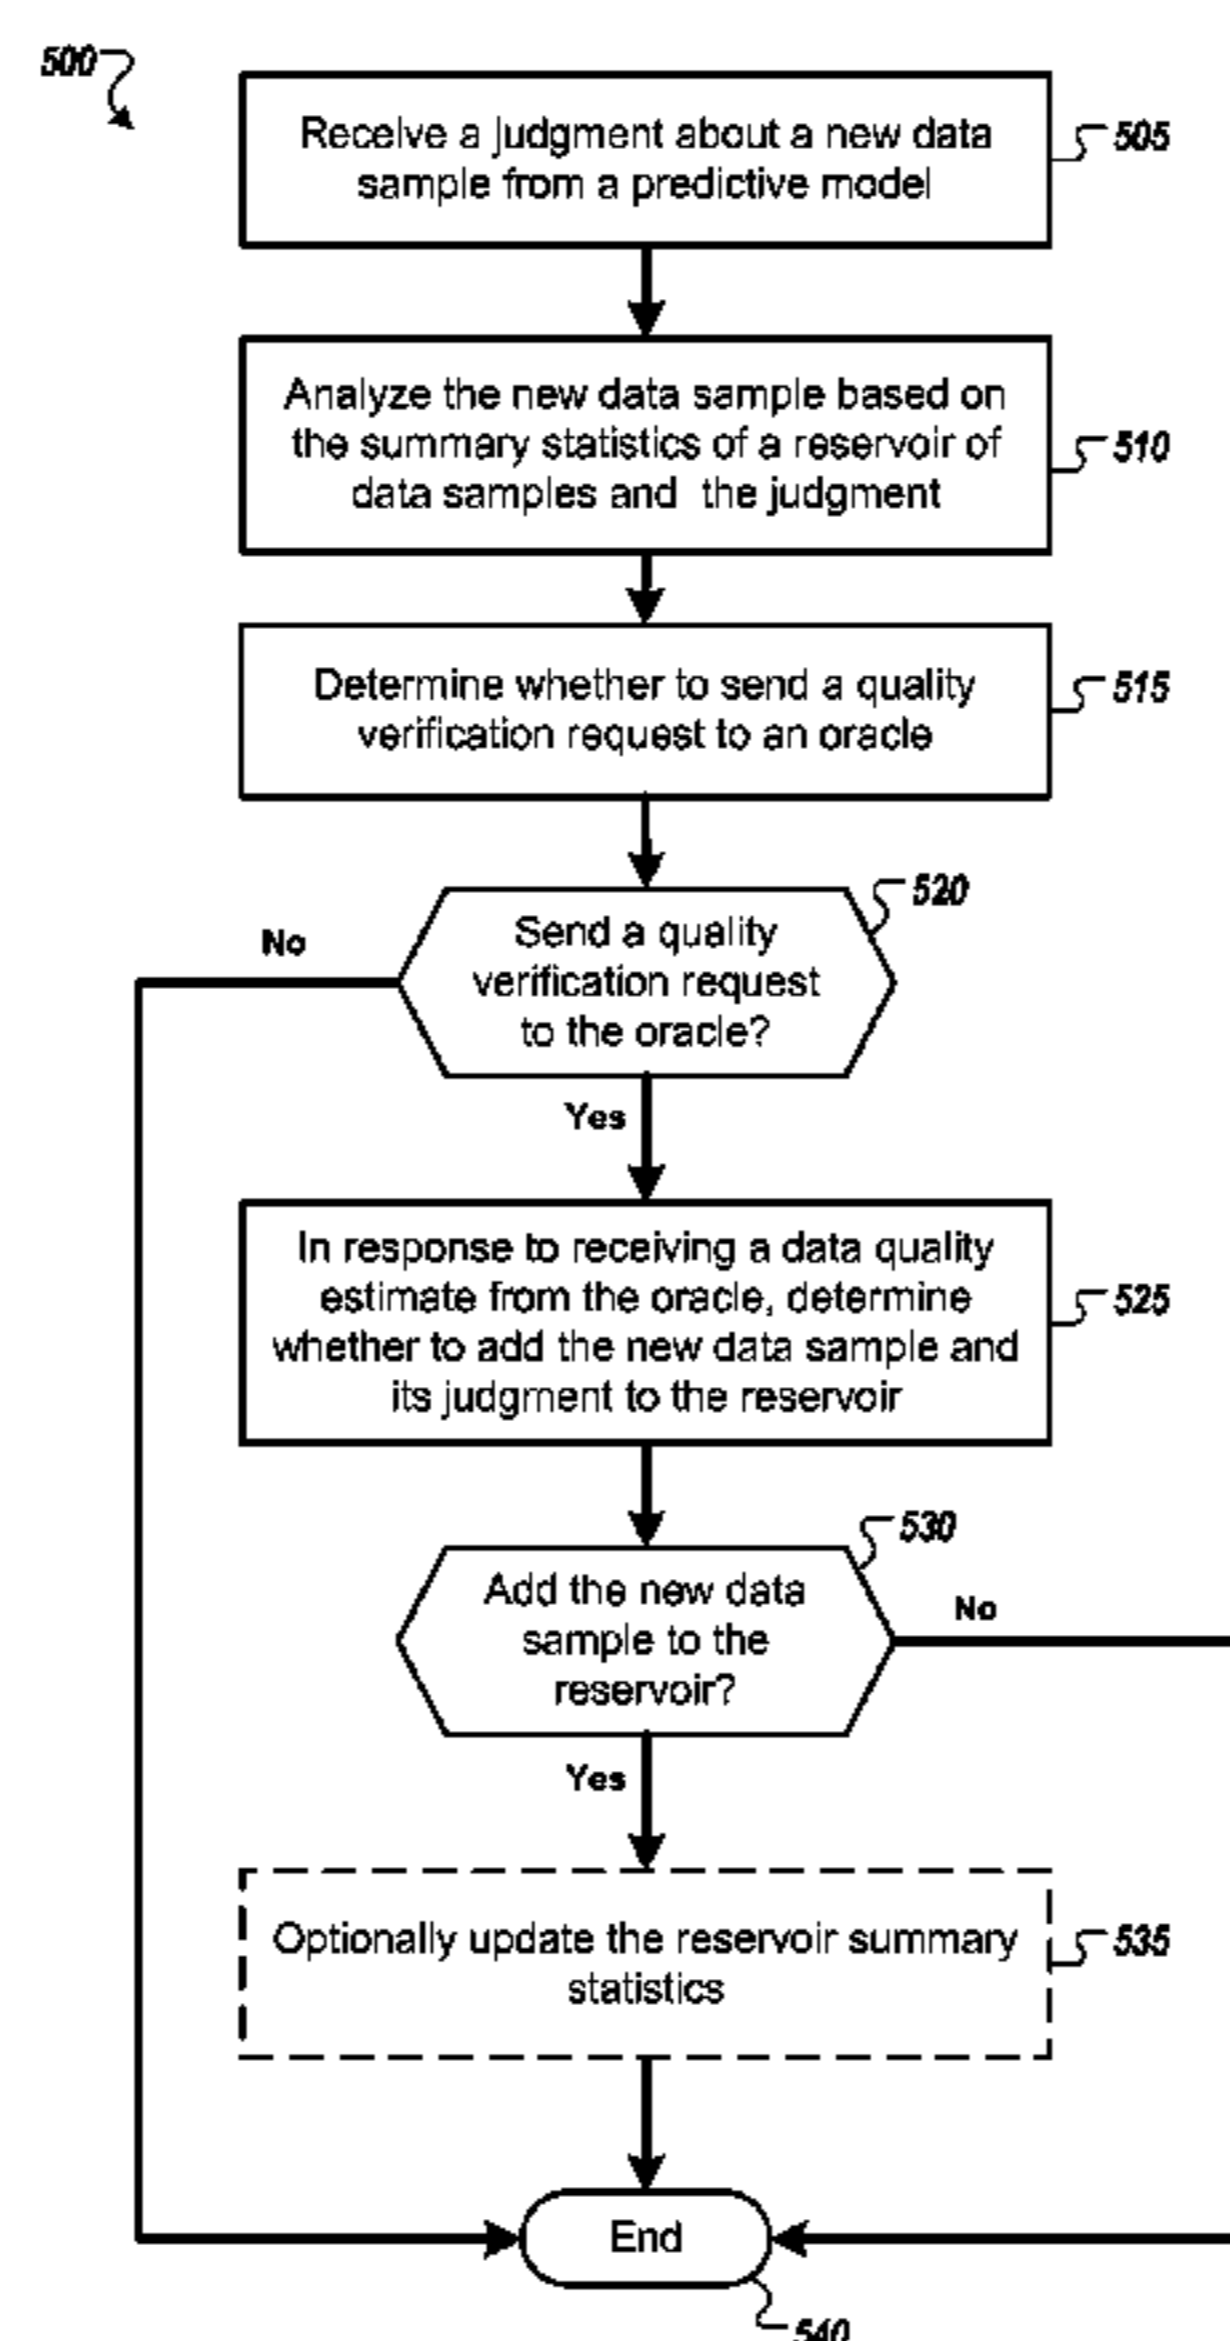 500
Receive a judgment about a new data
sample from a predictive model
505
Analyze the new data sample based on
the summary statistics of a reservoir of
data samples and the judgment
510
Determine whether to send a quality
verification request to an oracle
515
520
Send a quality
verification request
to the oracle?
No
Yes
In response to receiving a data quality
estimate from the oracle, determine
whether to add the new data sample and
its judgment to the reservoir
525
530
Add the new data
sample to the
reservoir?
No
Yes
Optionally update the reservoir summary
statistics
535
End
540